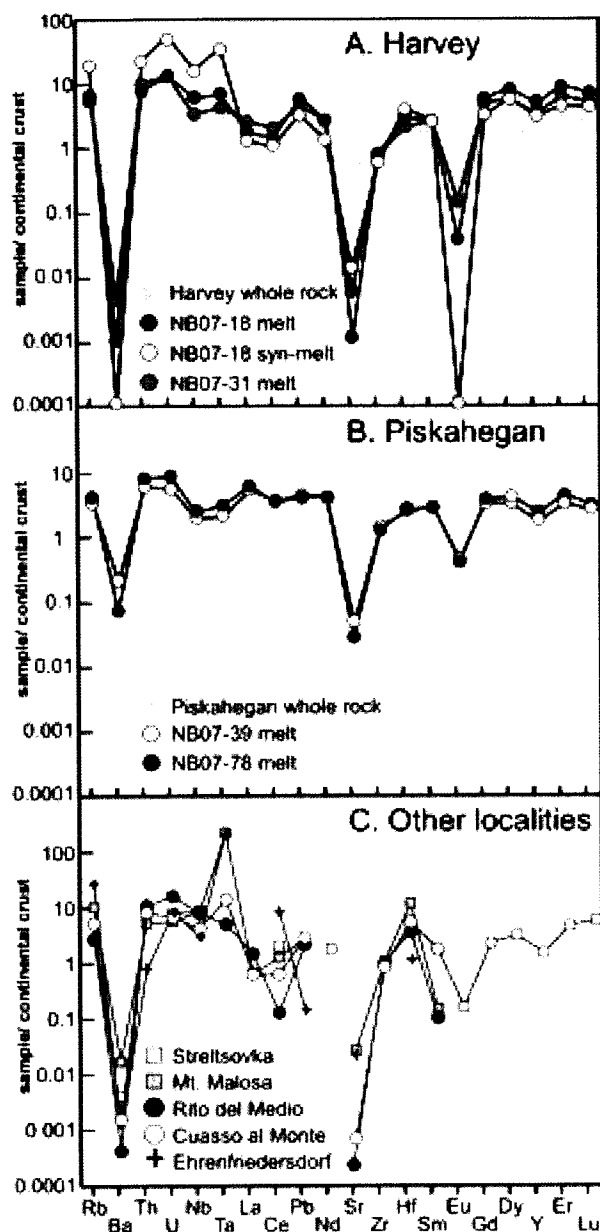 A. Harvey
100
10
1
0.1
0.01
0.001
0.0001
sample/ continental crust
Harvey whole rock
NB07-18 melt
NB07-18 syn-melt
NB07-31 melt
B. Piskahegan
10
1
0.1
0.01
0.0001
sample/ continental crust
Piskahegan whole rock
NB07-39 melt
NB07-78 melt
C. Other localities
100
10
1
0.1
0.01
0.001
0.0001
sample/ continental crust
Streltsovka
Mt. Malosa
Rito del Medio
Cuasso al Monte
Ehrenfriedersdorf
Rb Th Nb La Pb Sr Hf Eu Dy Er
Ba U Ta Ce Nd Zr Sm Gd Y Lu